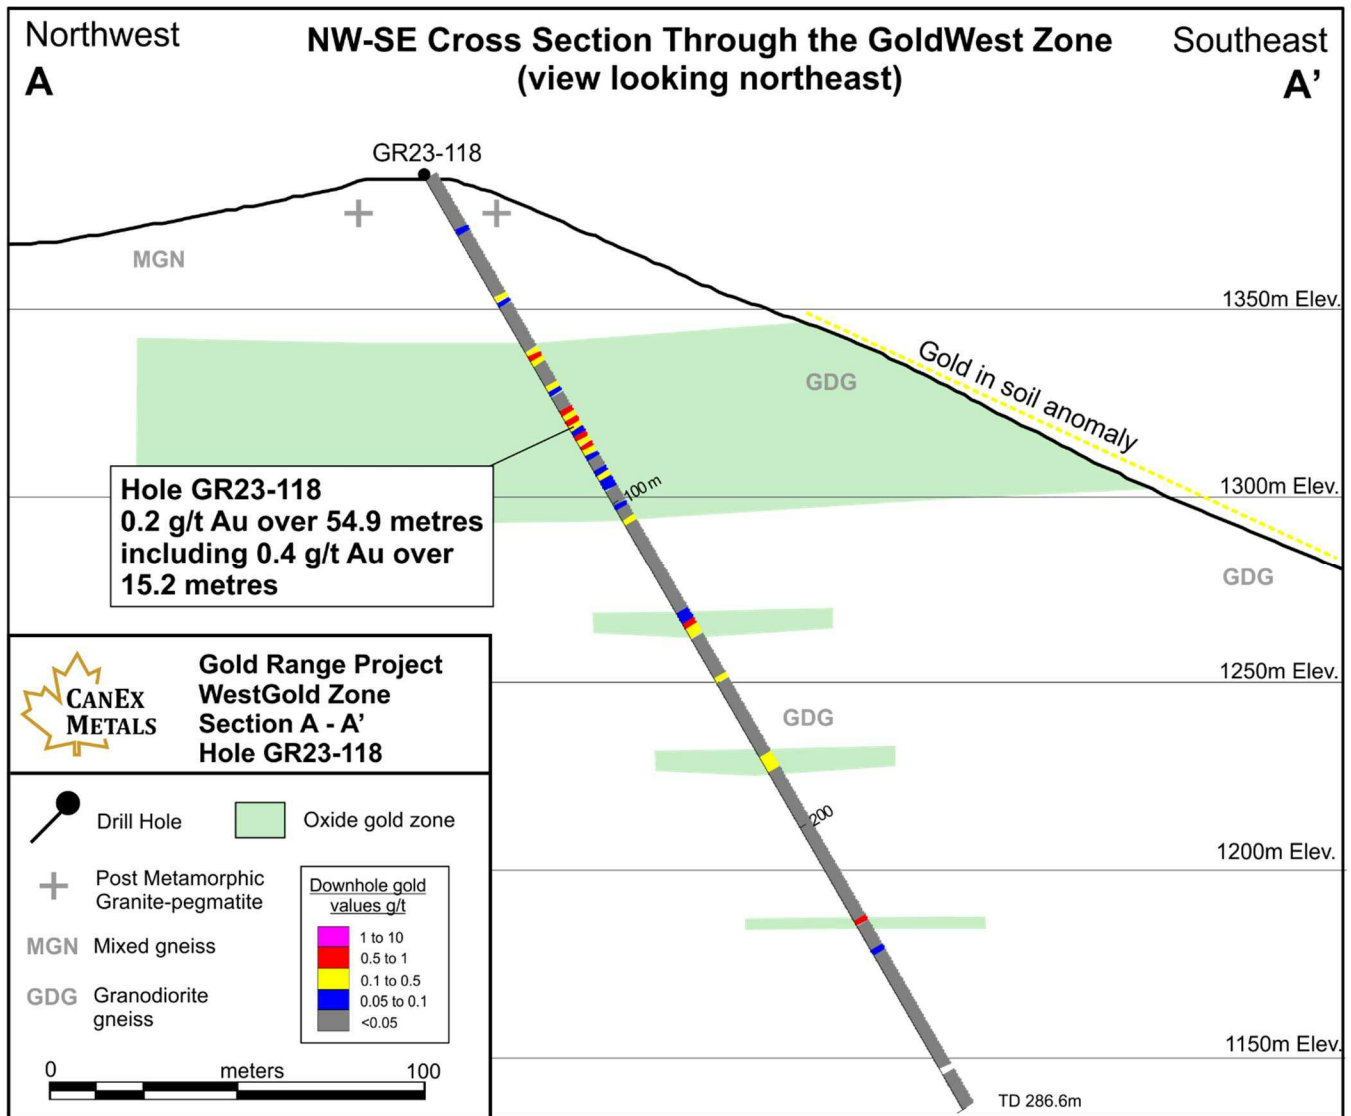 Northwest
A
NW-SE Cross Section Through the GoldWest Zone
(view looking northeast)
Southeast
A’
GR23-118
MGN
1350m Elev.
Gold in soil anomaly
GDG
1300m Elev.
Hole GR23-118
0.2 g/t Au over 54.9 metres
including 0.4 g/t Au over
15.2 metres
100m
GDG
1250m Elev.
GDG
200
1200m Elev.
1150m Elev.
TD 286.6m
CANEX
METALS
Gold Range Project
WestGold Zone
Section A - A’
Hole GR23-118
Drill Hole
Oxide gold zone
Post Metamorphic
Granite-pegmatite
MGN Mixed gneiss
GDG Granodiorite
gneiss
Downhole gold
values g/t
1 to 10
0.5 to 1
0.1 to 0.5
0.05 to 0.1
<0.05
0 meters 100